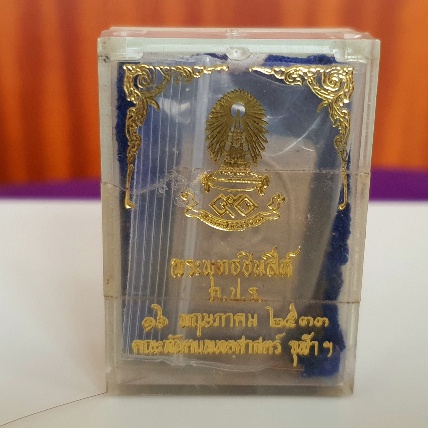 พระพุทธชินสีห์
ภ.ป.ร.
๑๖ พฤษภาคม ๒๕๓๓
คณะสัตวแพทยศาสตร์ จุฬาฯ